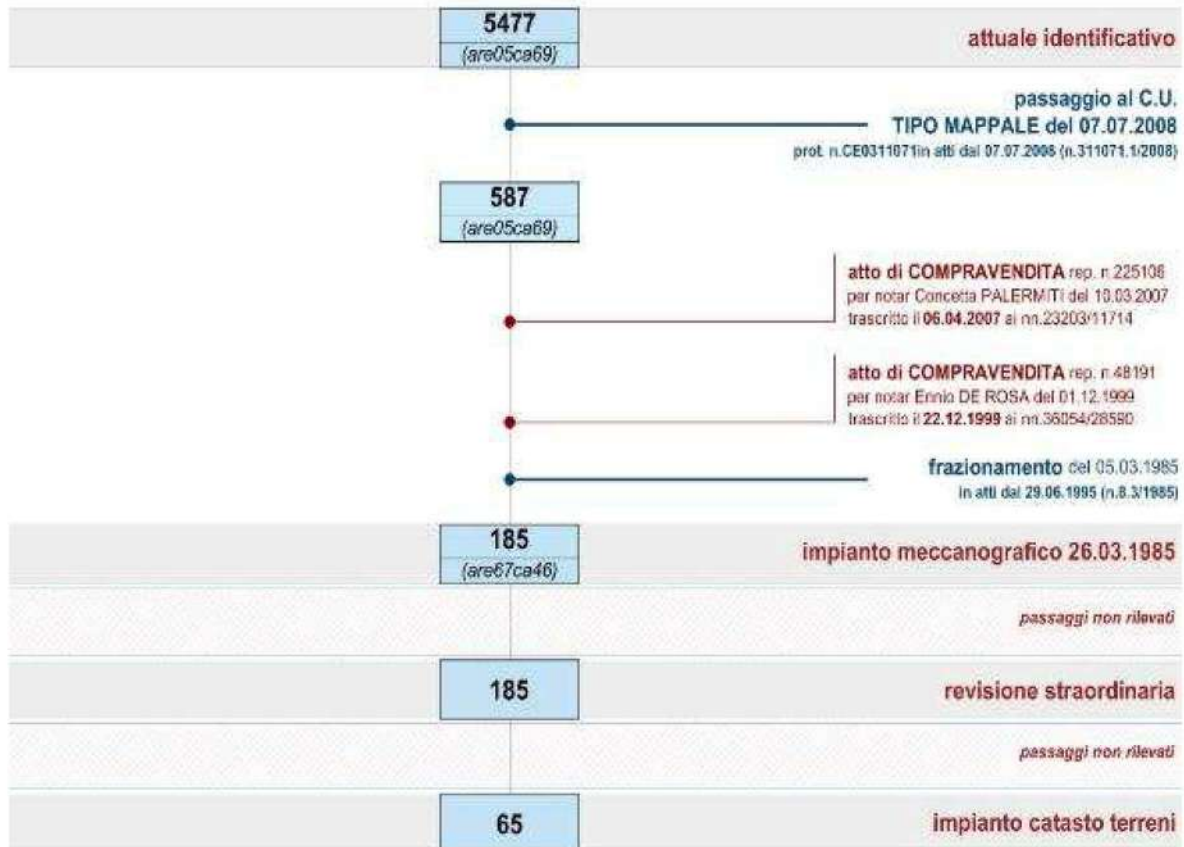 5477
(are05ca69)
attuale identificativo
passaggio al C.U.
TIPO MAPPALE del 07.07.2008
prot. n.CE0311071in atti dal 07.07.2008 (n.311071.1/2008)
587
(are05ca69)
atto di COMPRAVENDITA rep. n.225108
per notar Concetta PALERMITI del 10.03.2007
trascritto il 06.04.2007 ai nn.23203/11714
atto di COMPRAVENDITA rep. n.48191
per notar Ennio DE ROSA del 01.12.1999
trascritto il 22.12.1999 ai nn.36054/28590
frazionamento del 05.03.1985
in atti dal 29.06.1995 (n.8.3/1985)
185
(are67ca46)
impianto meccanografico 26.03.1985
passaggi non rilevati
185
revisione straordinaria
passaggi non rilevati
65
impianto catasto terreni